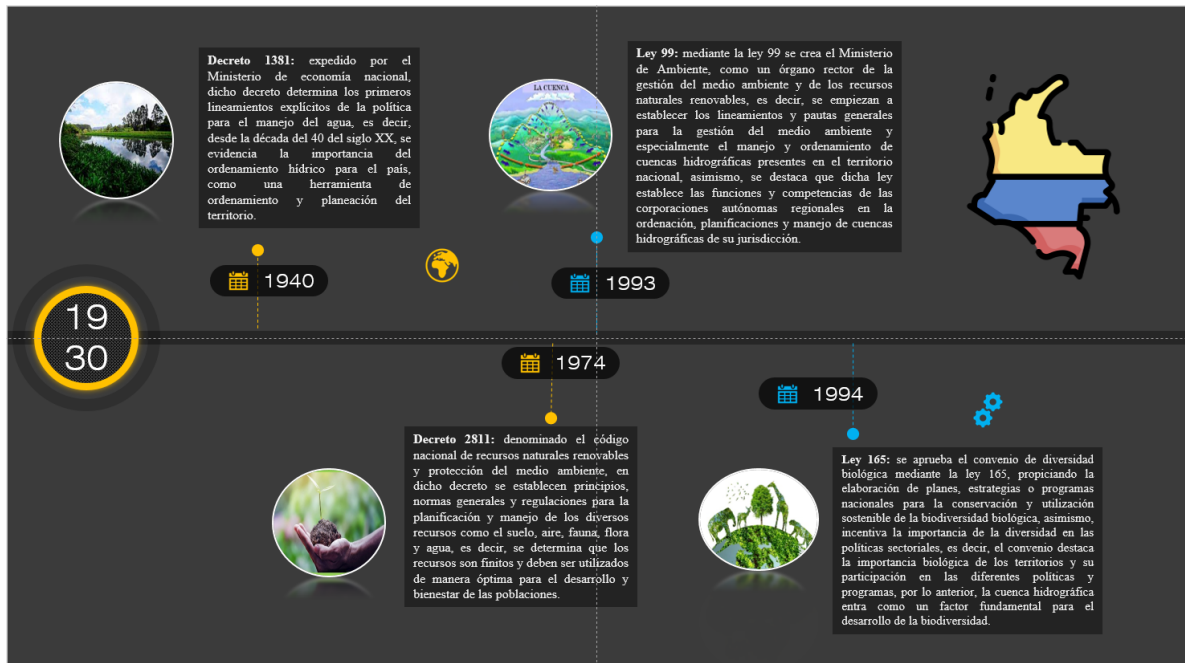 Decreto 1381: expedido por el
Ministerio de economía nacional,
dicho decreto determina los primeros
lineamientos explícitos de la política
para el manejo del agua, es decir,
desde la década del 40 del siglo XX, se
evidencia la importancia del
ordenamiento hídrico para el país,
como una herramienta de
ordenamiento y planeación del
territorio.
LA CUENCA
Ley 99: mediante la ley 99 se crea el Ministerio
de Ambiente, como un órgano rector de la
gestión del medio ambiente y de los recursos
naturales renovables, es decir, se empiezan a
establecer los lineamientos y pautas generales
para la gestión del medio ambiente y
especialmente el manejo y ordenamiento de
cuencas hidrográficas presentes en el territorio
nacional, asimismo, se destaca que dicha ley
establece las funciones y competencias de las
corporaciones autónomas regionales en la
ordenación, planificaciones y manejo de cuencas
hidrográficas de su jurisdicción.
1940
1993
19
30
1974
1994
Decreto 2811: denominado el código
nacional de recursos naturales renovables
y protección del medio ambiente, en
dicho decreto se establecen principios,
normas generales y regulaciones para la
planificación y manejo de los diversos
recursos como el suelo, aire, fauna, flora
y agua, es decir, se determina que los
recursos son finitos y deben ser utilizados
de manera óptima para el desarrollo y
bienestar de las poblaciones.
Ley 165: se aprueba el convenio de diversidad
biológica mediante la ley 165, propiciando la
elaboración de planes, estrategias o programas
nacionales para la conservación y utilización
sostenible de la biodiversidad biológica, asimismo,
incentiva la importancia de la diversidad en las
políticas sectoriales, es decir, el convenio destaca
la importancia biológica de los territorios y su
participación en las diferentes políticas y
programas, por lo anterior, la cuenca hidrográfica
entra como un factor fundamental para el
desarrollo de la biodiversidad.